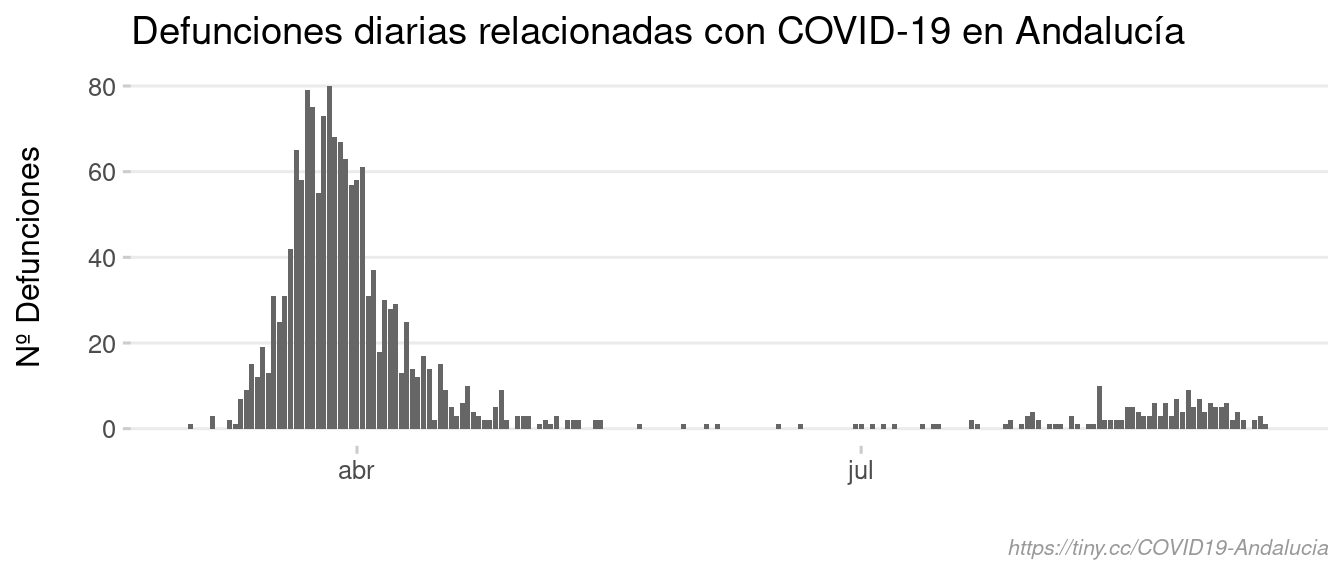 Defunciones diarias relacionadas con COVID-19 en Andalucía
Nº Defunciones
80
60
40
20
0
abr
jul
https://tiny.cc/COVID19-Andalucia